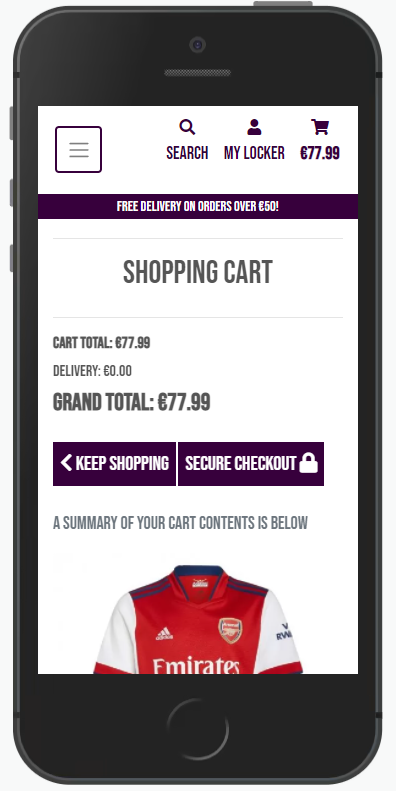 SEARCH MY LOCKER €77.99
FREE DELIVERY ON ORDERS OVER €50!
SHOPPING CART
CART TOTAL: €77.99
DELIVERY: €0.00
GRAND TOTAL: €77.99
KEEP SHOPPING SECURE CHECKOUT
A SUMMARY OF YOUR CART CONTENTS IS BELOW
Arsenal
Emirates